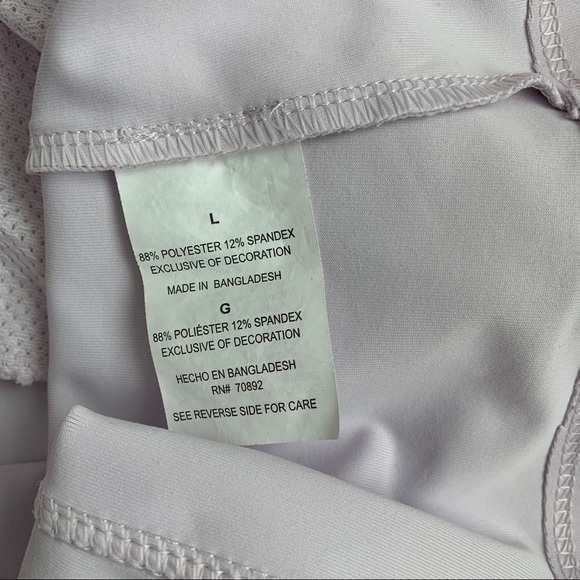 L
88% POLYESTER 12% SPANDEX
EXCLUSIVE OF DECORATION
MADE IN BANGLADESH
G
88% POLIÉSTER 12% SPANDEX
EXCLUSIVE OF DECORATION
HECHO EN BANGLADESH
RN# 70892
SEE REVERSE SIDE FOR CARE